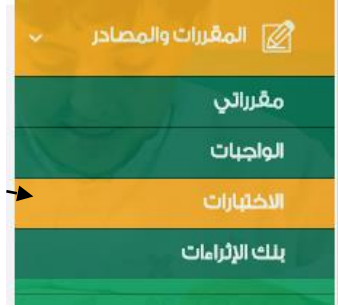 المقررات والمصادر
مقرراتي
الواجبات
الاختبارات
بنك الإثراءات